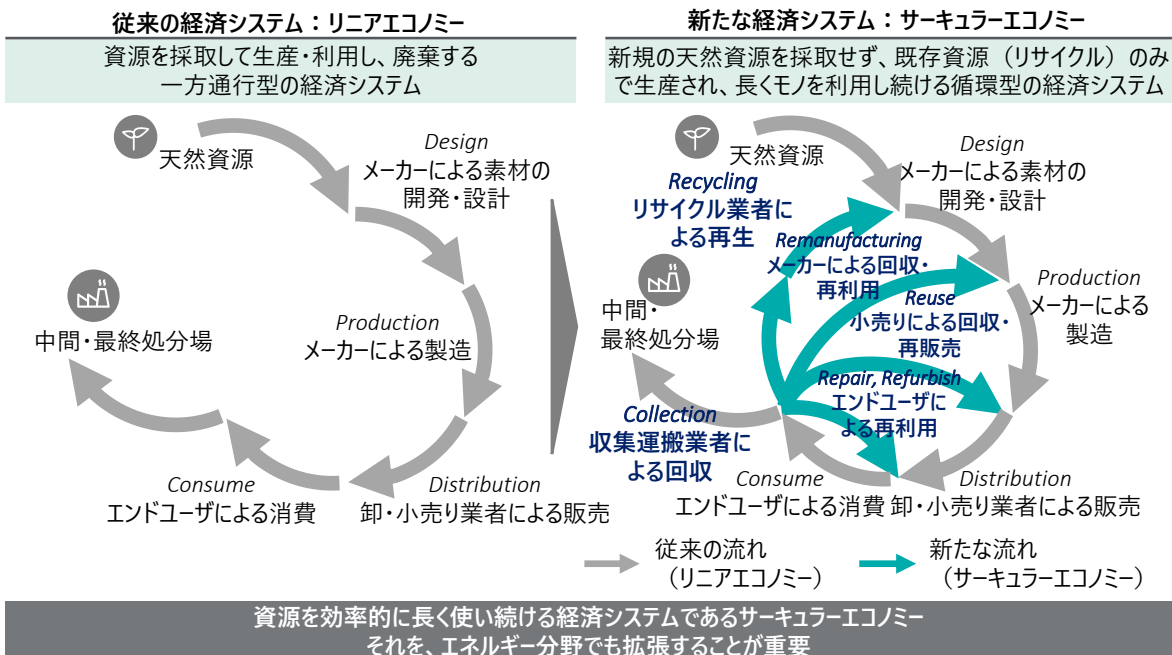 従来の経済システム：リニアエコノミー
資源を採取して生産・利用し、廃棄する
一方通行型の経済システム
天然資源
Design
メーカーによる素材の
開発・設計
Production
メーカーによる製造
Distribution
卸・小売り業者による販売
Consume
エンドユーザによる消費
中間・最終処分場
新たな経済システム：サーキュラーエコノミー
新規の天然資源を採取せず、既存資源（リサイクル）のみ
で生産され、長くモノを利用し続ける循環型の経済システム
天然資源
Design
メーカーによる素材の
開発・設計
Recycling
リサイクル業者に
よる再生
Remanufacturing
メーカーによる回収・
再利用
Reuse
小売りによる回収・
再販売
Production
メーカーによる
製造
中間・
最終処分場
Repair, Refurbish
エンドユーザに
よる再利用
Collection
収集運搬業者に
よる回収
Consume
エンドユーザによる消費
Distribution
卸・小売り業者による販売
従来の流れ
（リニアエコノミー）
新たな流れ
（サーキュラーエコノミー）
資源を効率的に長く使い続ける経済システムであるサーキュラーエコノミー
それを、エネルギー分野でも拡張することが重要